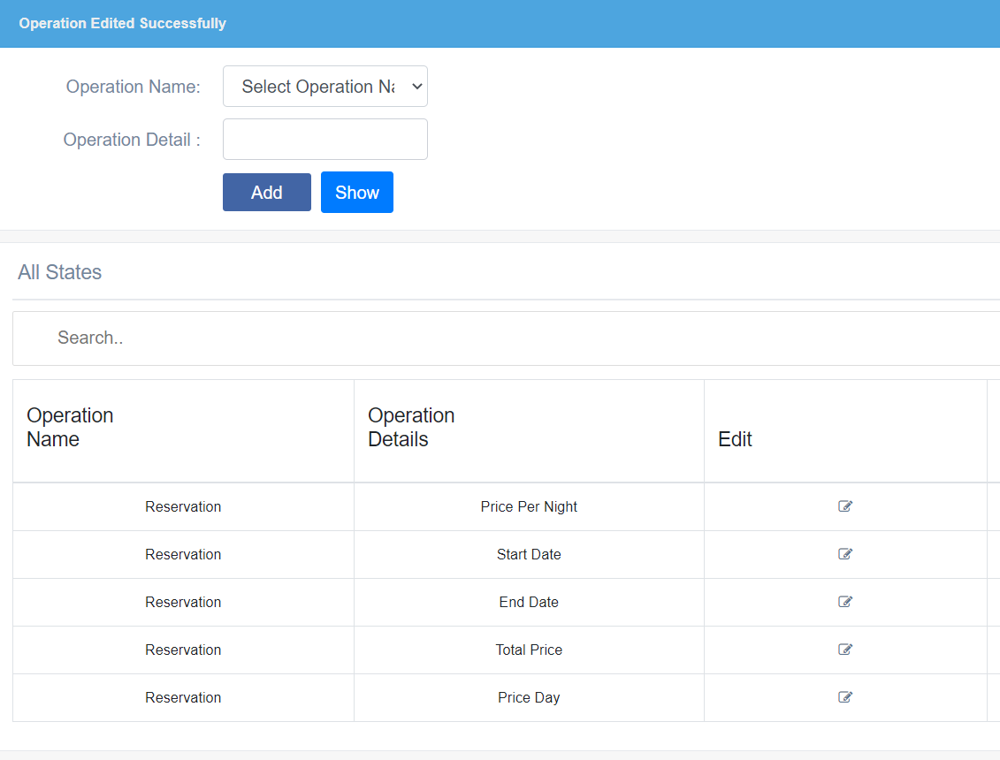 Operation Edited Successfully
Operation Name:
Select Operation Na
Operation Detail :
Add Show
All States
Search..
Operation Name Operation Details Edit
Reservation Price Per Night
Reservation Start Date
Reservation End Date
Reservation Total Price
Reservation Price Day